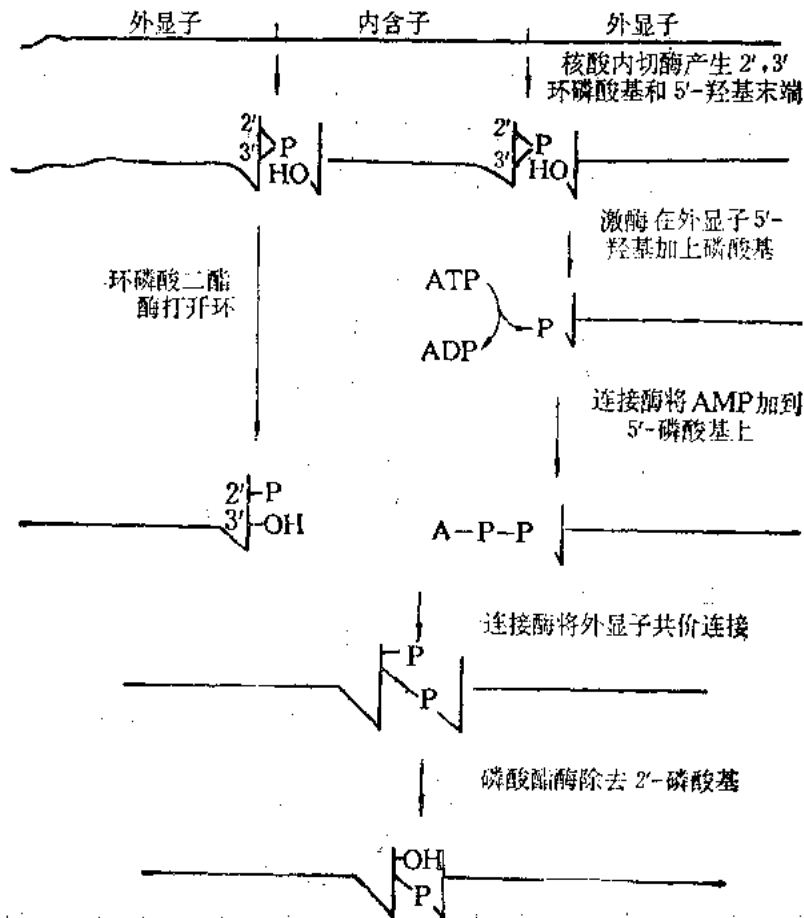 外显子 内含子 外显子
核酸内切酶产生 2′,3′
环磷酸基和 5′-羟基末端
2′ 2′
3′ P 3′ P
HO HO
激酶在外显子 5′-
羟基加上磷酸基
环磷酸二酯
酶打开环
ATP
P
ADP
连接酶将 AMP 加到
5′-磷酸基上
2′-P
3′-OH A-P-P
连接酶将外显子共价连接
P
P
磷酸酯酶除去 2′-磷酸基
OH
P